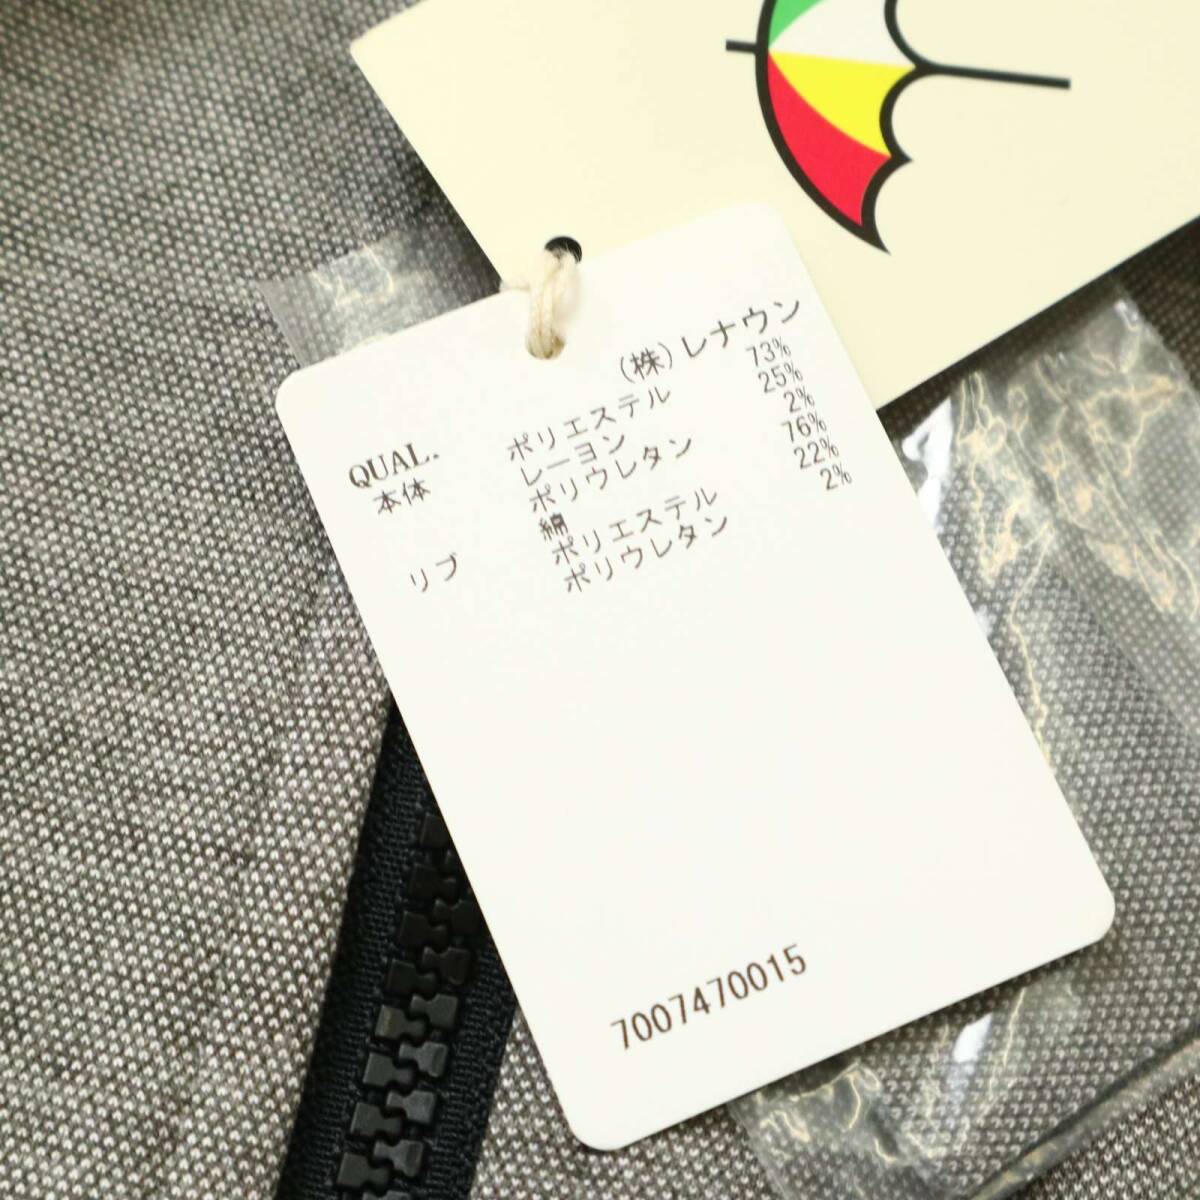 (株)レナウン
QUAL. ポリエステル 73%
本体 レーヨン 25%
ポリウレタン 2%
綿 76%
リブ ポリエステル 22%
ポリウレタン 2%
7007470015